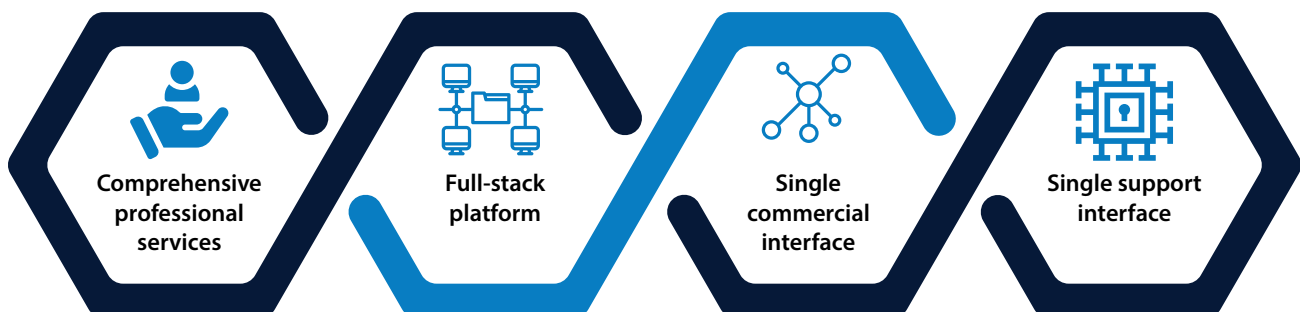 Comprehensive
professional
services
Full-stack
platform
Single
commercial
interface
Single support
interface